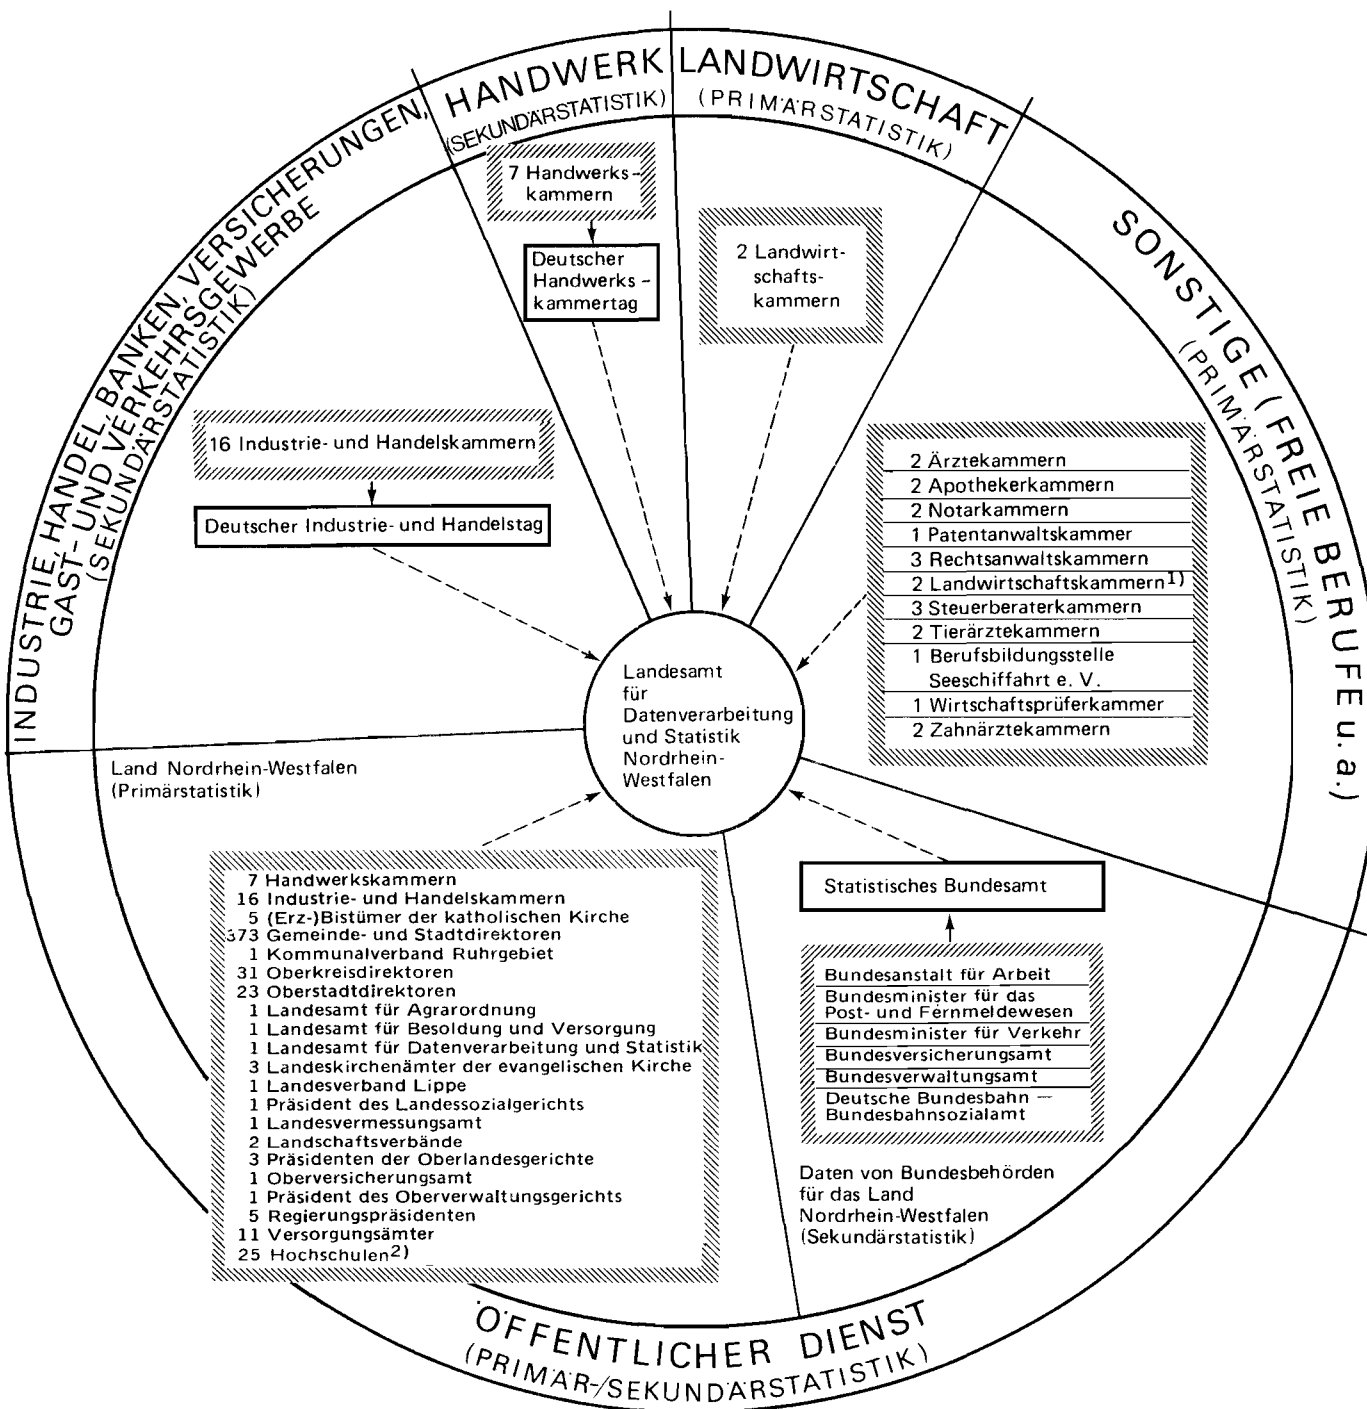 INDUSTRIE, HANDEL, BANKEN, VERSICHERUNGEN,
GAST- UND VERKEHRSGEWERBE
(SEKUNDÄRSTATISTIK)
HANDWERK
(SEKUNDÄRSTATISTIK)
LANDWIRTSCHAFT
(PRIMÄRSTATISTIK)
SONSTIGE (FREIE BERUFE u. a.)
(PRIMÄRSTATISTIK)
7 Handwerks-
kammern
Deutscher
Handwerks-
kammertag
2 Landwirt-
schafts-
kammern
16 Industrie- und Handelskammern
Deutscher Industrie- und Handelstag
2 Ärztekammern
2 Apothekerkammern
2 Notarkammern
1 Patentanwaltskammer
3 Rechtsanwaltskammern
2 Landwirtschaftskammern1)
3 Steuerberaterkammern
2 Tierärztekammern
1 Berufsbildungsstelle
Seeschiffahrt e. V.
1 Wirtschaftsprüferkammer
2 Zahnärztekammern
Landesamt
für
Datenverarbeitung
und Statistik
Nordrhein-
Westfalen
Land Nordrhein-Westfalen
(Primärstatistik)
7 Handwerkskammern
16 Industrie- und Handelskammern
5 (Erz-)Bistümer der katholischen Kirche
373 Gemeinde- und Stadtdirektoren
1 Kommunalverband Ruhrgebiet
31 Oberkreisdirektoren
23 Oberstadtdirektoren
1 Landesamt für Agrarordnung
1 Landesamt für Besoldung und Versorgung
1 Landesamt für Datenverarbeitung und Statistik
3 Landeskirchenämter der evangelischen Kirche
1 Landesverband Lippe
1 Präsident des Landessozialgerichts
1 Landesvermessungsamt
2 Landschaftsverbände
3 Präsidenten der Oberlandesgerichte
1 Oberversicherungsamt
1 Präsident des Oberverwaltungsgerichts
5 Regierungspräsidenten
11 Versorgungsämter
25 Hochschulen2)
Statistisches Bundesamt
Bundesanstalt für Arbeit
Bundesminister für das
Post- und Fernmeldewesen
Bundesminister für Verkehr
Bundesversicherungsamt
Bundesverwaltungsamt
Deutsche Bundesbahn —
Bundesbahnsozialamt
Daten von Bundesbehörden
für das Land
Nordrhein-Westfalen
(Sekundärstatistik)
ÖFFENTLICHER DIENST
(PRIMÄR-/SEKUNDÄRSTATISTIK)